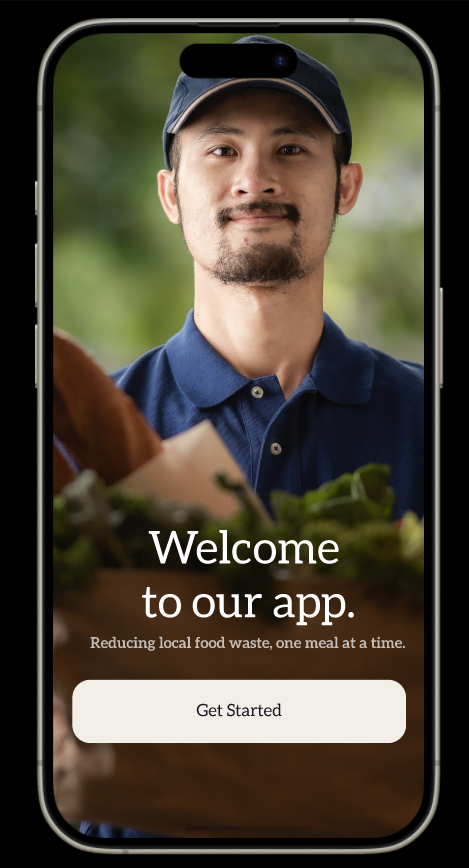 Welcome
to our app.
Reducing local food waste, one meal at a time.
Get Started